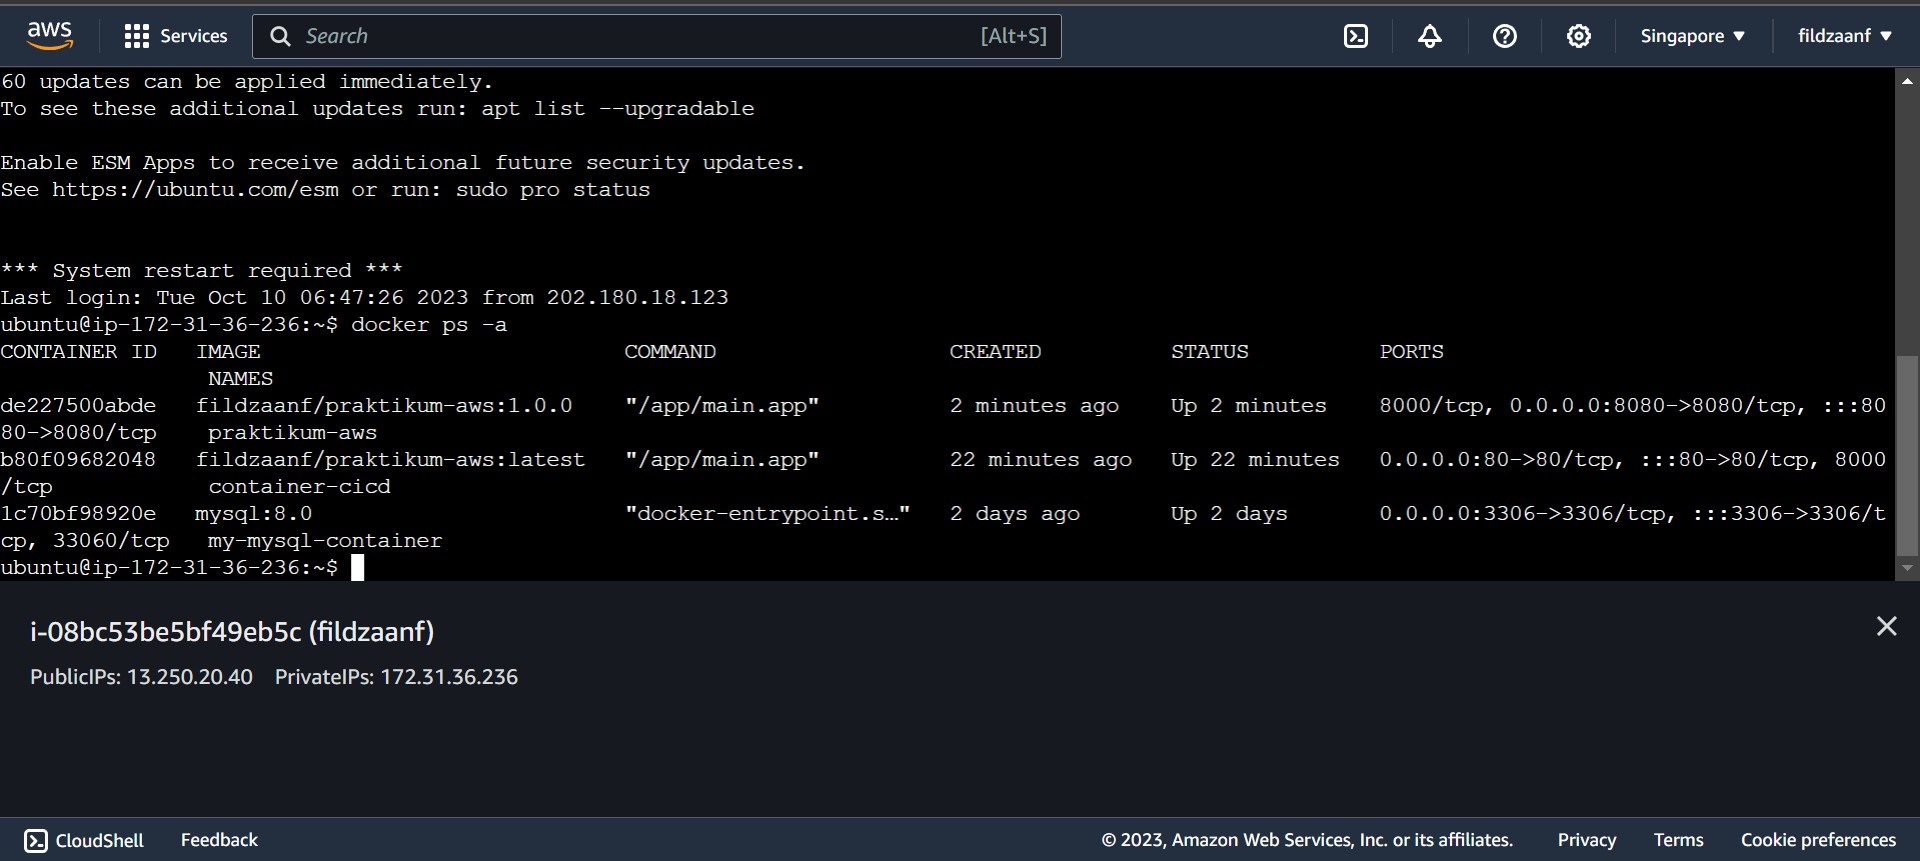 aws Services Search [Alt+S] Singapore ▼ fildzaanf ▼
60 updates can be applied immediately.
To see these additional updates run: apt list --upgradable
Enable ESM Apps to receive additional future security updates.
See https://ubuntu.com/esm or run: sudo pro status
*** System restart required ***
Last login: Tue Oct 10 06:47:26 2023 from 202.180.18.123
ubuntu@ip-172-31-36-236:~$ docker ps -a
CONTAINER ID   IMAGE                            COMMAND                  CREATED          STATUS          PORTS
                NAMES
de227500abde   fildzaanf/praktikum-aws:1.0.0    "/app/main.app"          2 minutes ago    Up 2 minutes    8000/tcp, 0.0.0.0:8080->8080/tcp, :::80
80->8080/tcp    praktikum-aws
b80f09682048   fildzaanf/praktikum-aws:latest   "/app/main.app"          22 minutes ago   Up 22 minutes   0.0.0.0:80->80/tcp, :::80->80/tcp, 8000
/tcp            container-cicd
1c70bf98920e   mysql:8.0                        "docker-entrypoint.s…"   2 days ago       Up 2 days       0.0.0.0:3306->3306/tcp, :::3306->3306/t
cp, 33060/tcp   my-mysql-container
ubuntu@ip-172-31-36-236:~$
i-08bc53be5bf49eb5c (fildzaanf)
PublicIPs: 13.250.20.40 PrivateIPs: 172.31.36.236
CloudShell Feedback © 2023, Amazon Web Services, Inc. or its affiliates. Privacy Terms Cookie preferences